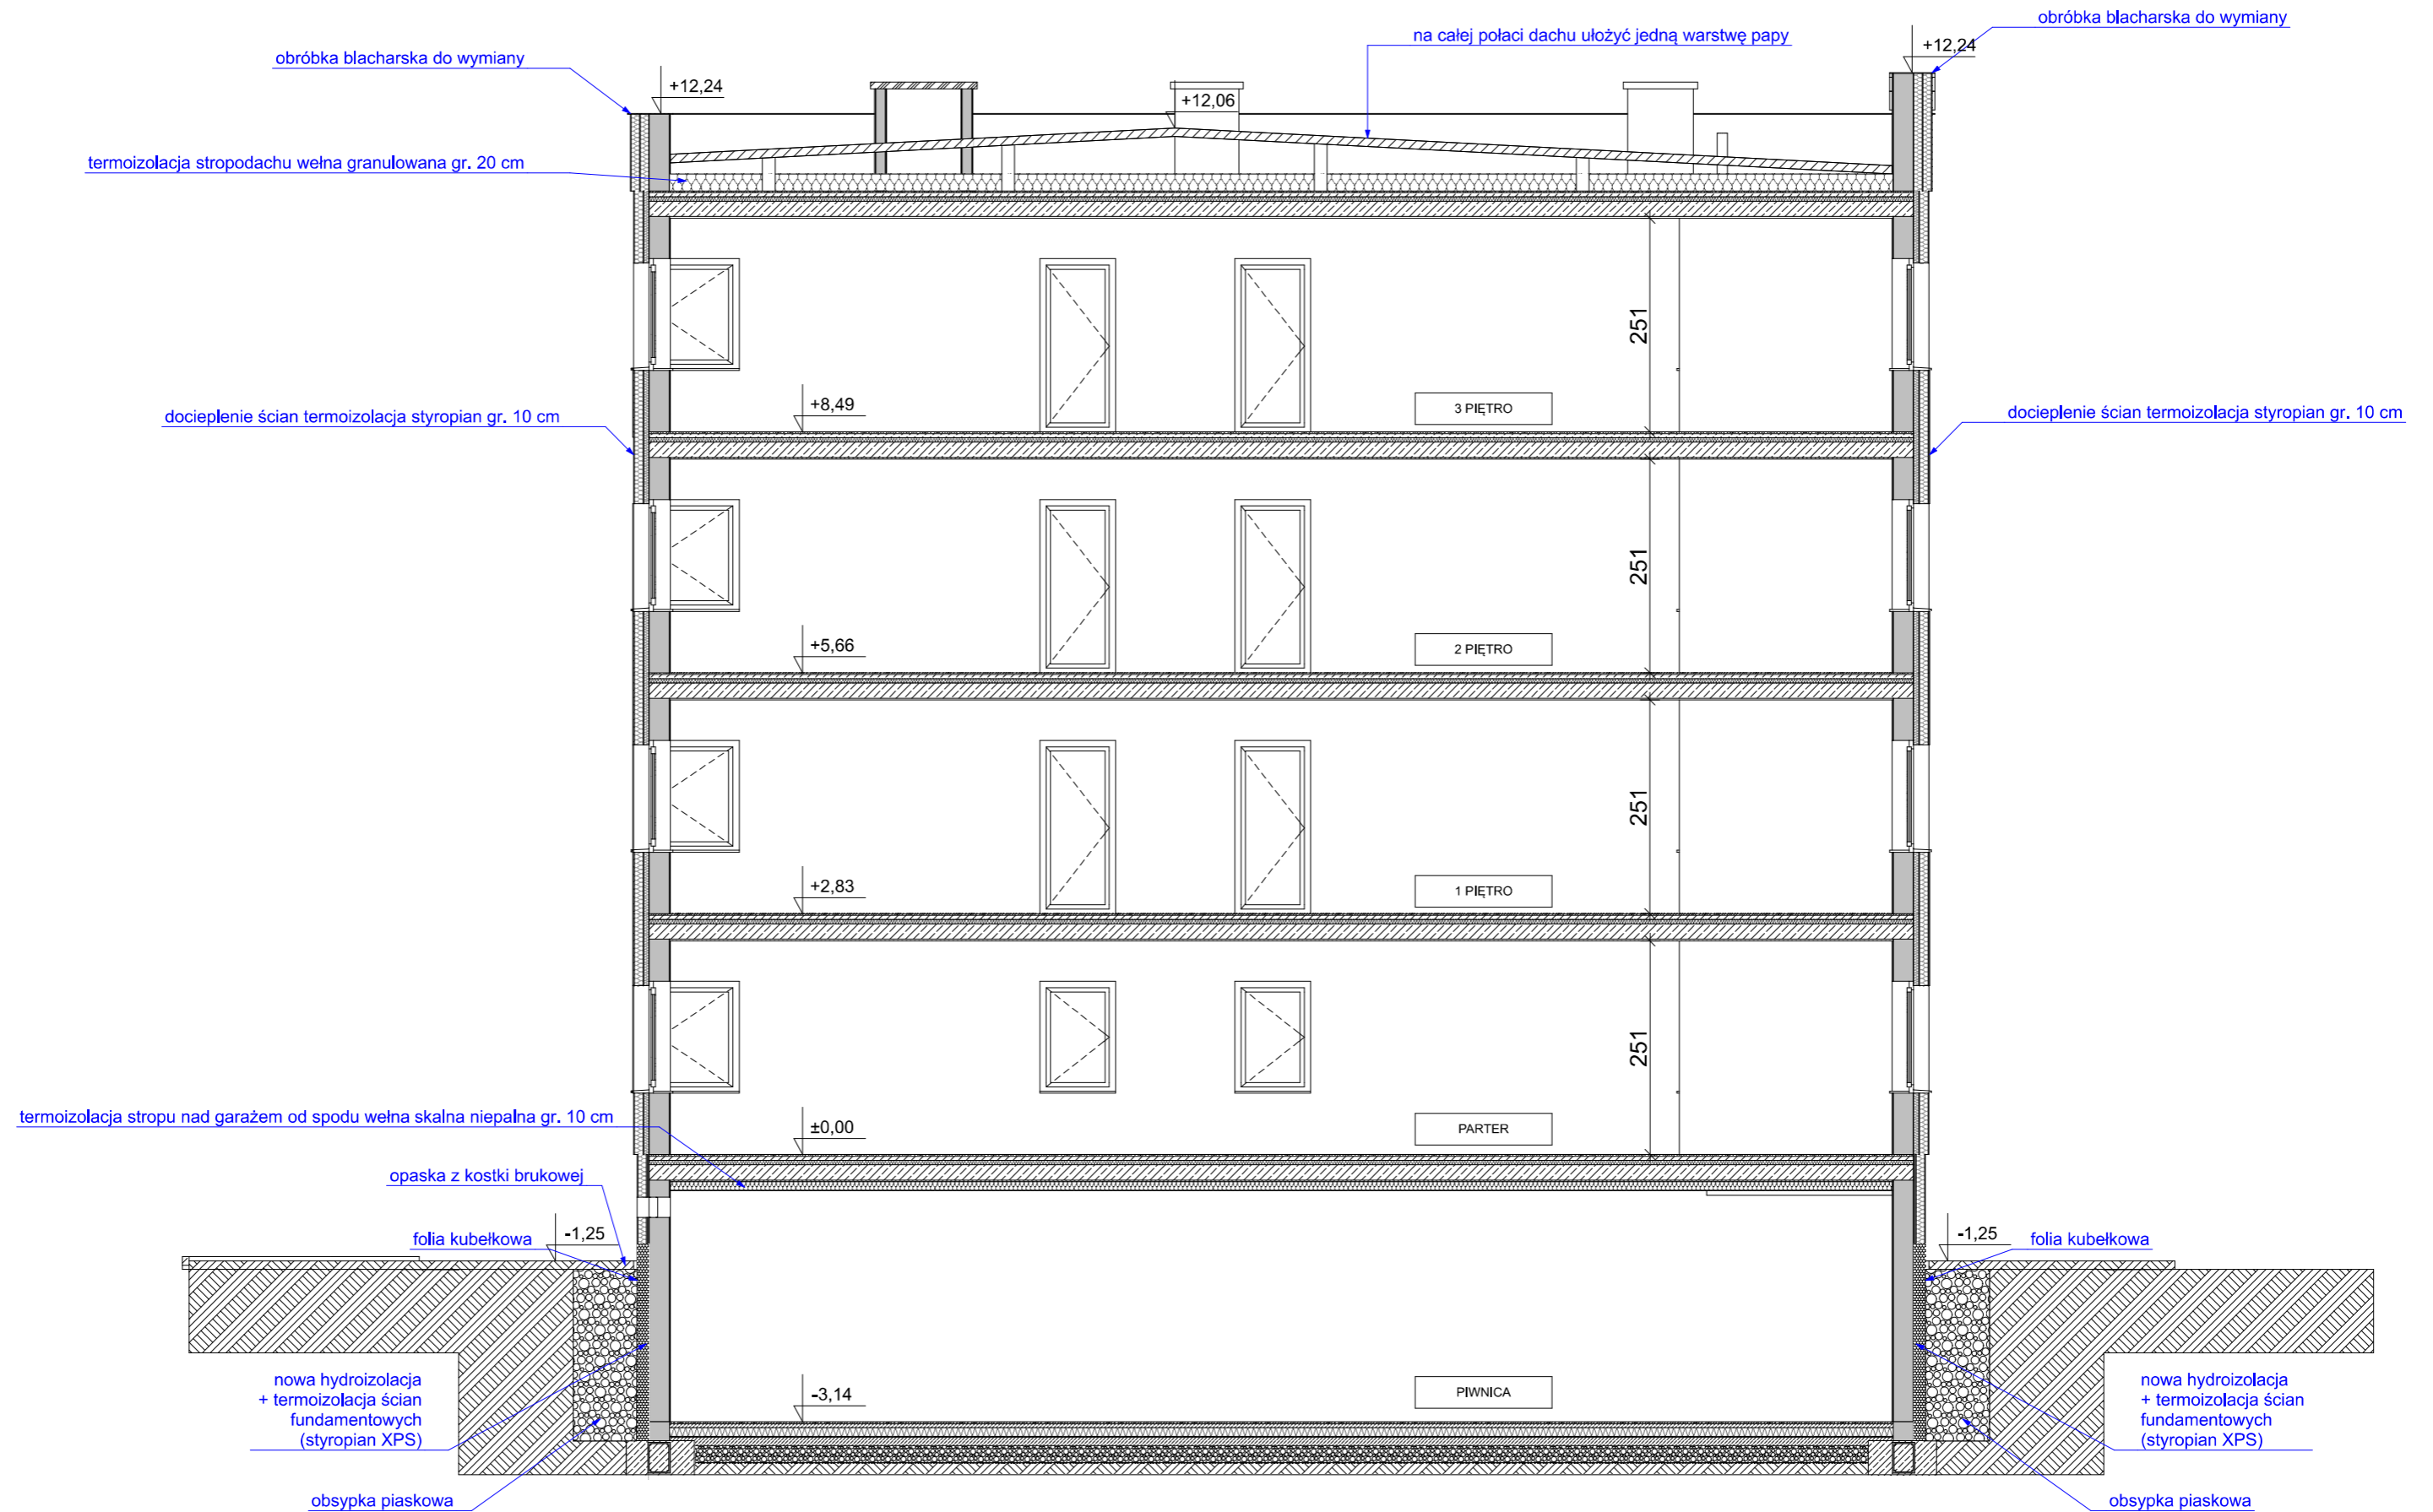 obróbka blacharska do wymiany
na całej połaci dachu ułożyć jedną warstwę papy
+12,24
obróbka blacharska do wymiany
+12,24
+12,06
termoizolacja stropodachu wełna granulowana gr. 20 cm
251
+8,49
3 PIĘTRO
docieplenie ścian termoizolacja styropian gr. 10 cm
docieplenie ścian termoizolacja styropian gr. 10 cm
251
+5,66
2 PIĘTRO
251
+2,83
1 PIĘTRO
251
termoizolacja stropu nad garażem od spodu wełna skalna niepalna gr. 10 cm
±0,00
PARTER
opaska z kostki brukowej
-1,25
folia kubełkowa
-1,25
folia kubełkowa
nowa hydroizolacja
+ termoizolacja ścian
fundamentowych
(styropian XPS)
-3,14
PIWNICA
nowa hydroizolacja
+ termoizolacja ścian
fundamentowych
(styropian XPS)
obsypka piaskowa
obsypka piaskowa